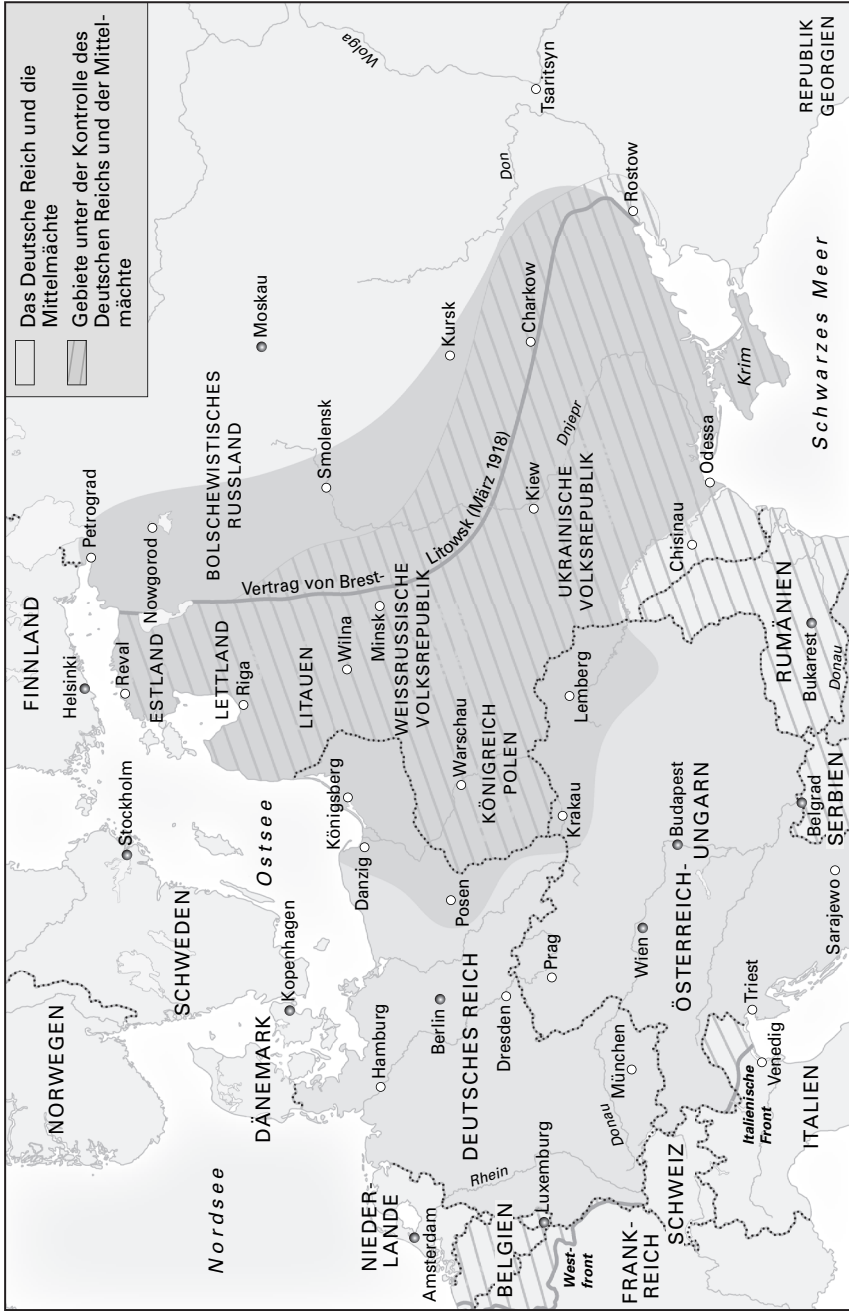 Das Deutsche Reich und die
Mittelmächte
Gebiete unter der Kontrolle des
Deutschen Reichs und der Mittel-
mächte
NORWEGEN
SCHWEDEN
FINNLAND
Stockholm
Helsinki
Petrograd
Reval
Nowgorod
ESTLAND
Nordsee
DÄNEMARK
Kopenhagen
Ostsee
LETTLAND
Riga
BOLSCHEWISTISCHES
RUSSLAND
Moskau
Wolga
Vertrag von Brest-
Litowsk (März 1918)
LITAUEN
Wilna
Smolensk
Minsk
WEISSRUSSISCHE
VOLKSREPUBLIK
Königsberg
Danzig
Hamburg
NIEDER-
LANDE
Amsterdam
Berlin
Posen
Warschau
KÖNIGREICH
POLEN
Kursk
Don
DEUTSCHES REICH
Rhein
Dresden
BELGIEN
Luxemburg
West-
front
Prag
Krakau
Lemberg
Kiew
Dnjepr
Charkow
Tsaritsyn
UKRAINISCHE
VOLKSREPUBLIK
Rostow
FRANK-
REICH
Donau
München
Wien
SCHWEIZ
ÖSTERREICH-
UNGARN
Budapest
Chisinau
Odessa
Krim
Italienische
Front
Venedig
Triest
ITALIEN
Sarajewo
Belgrad
SERBIEN
RUMÄNIEN
Bukarest
Donau
Schwarzes Meer
REPUBLIK
GEORGIEN